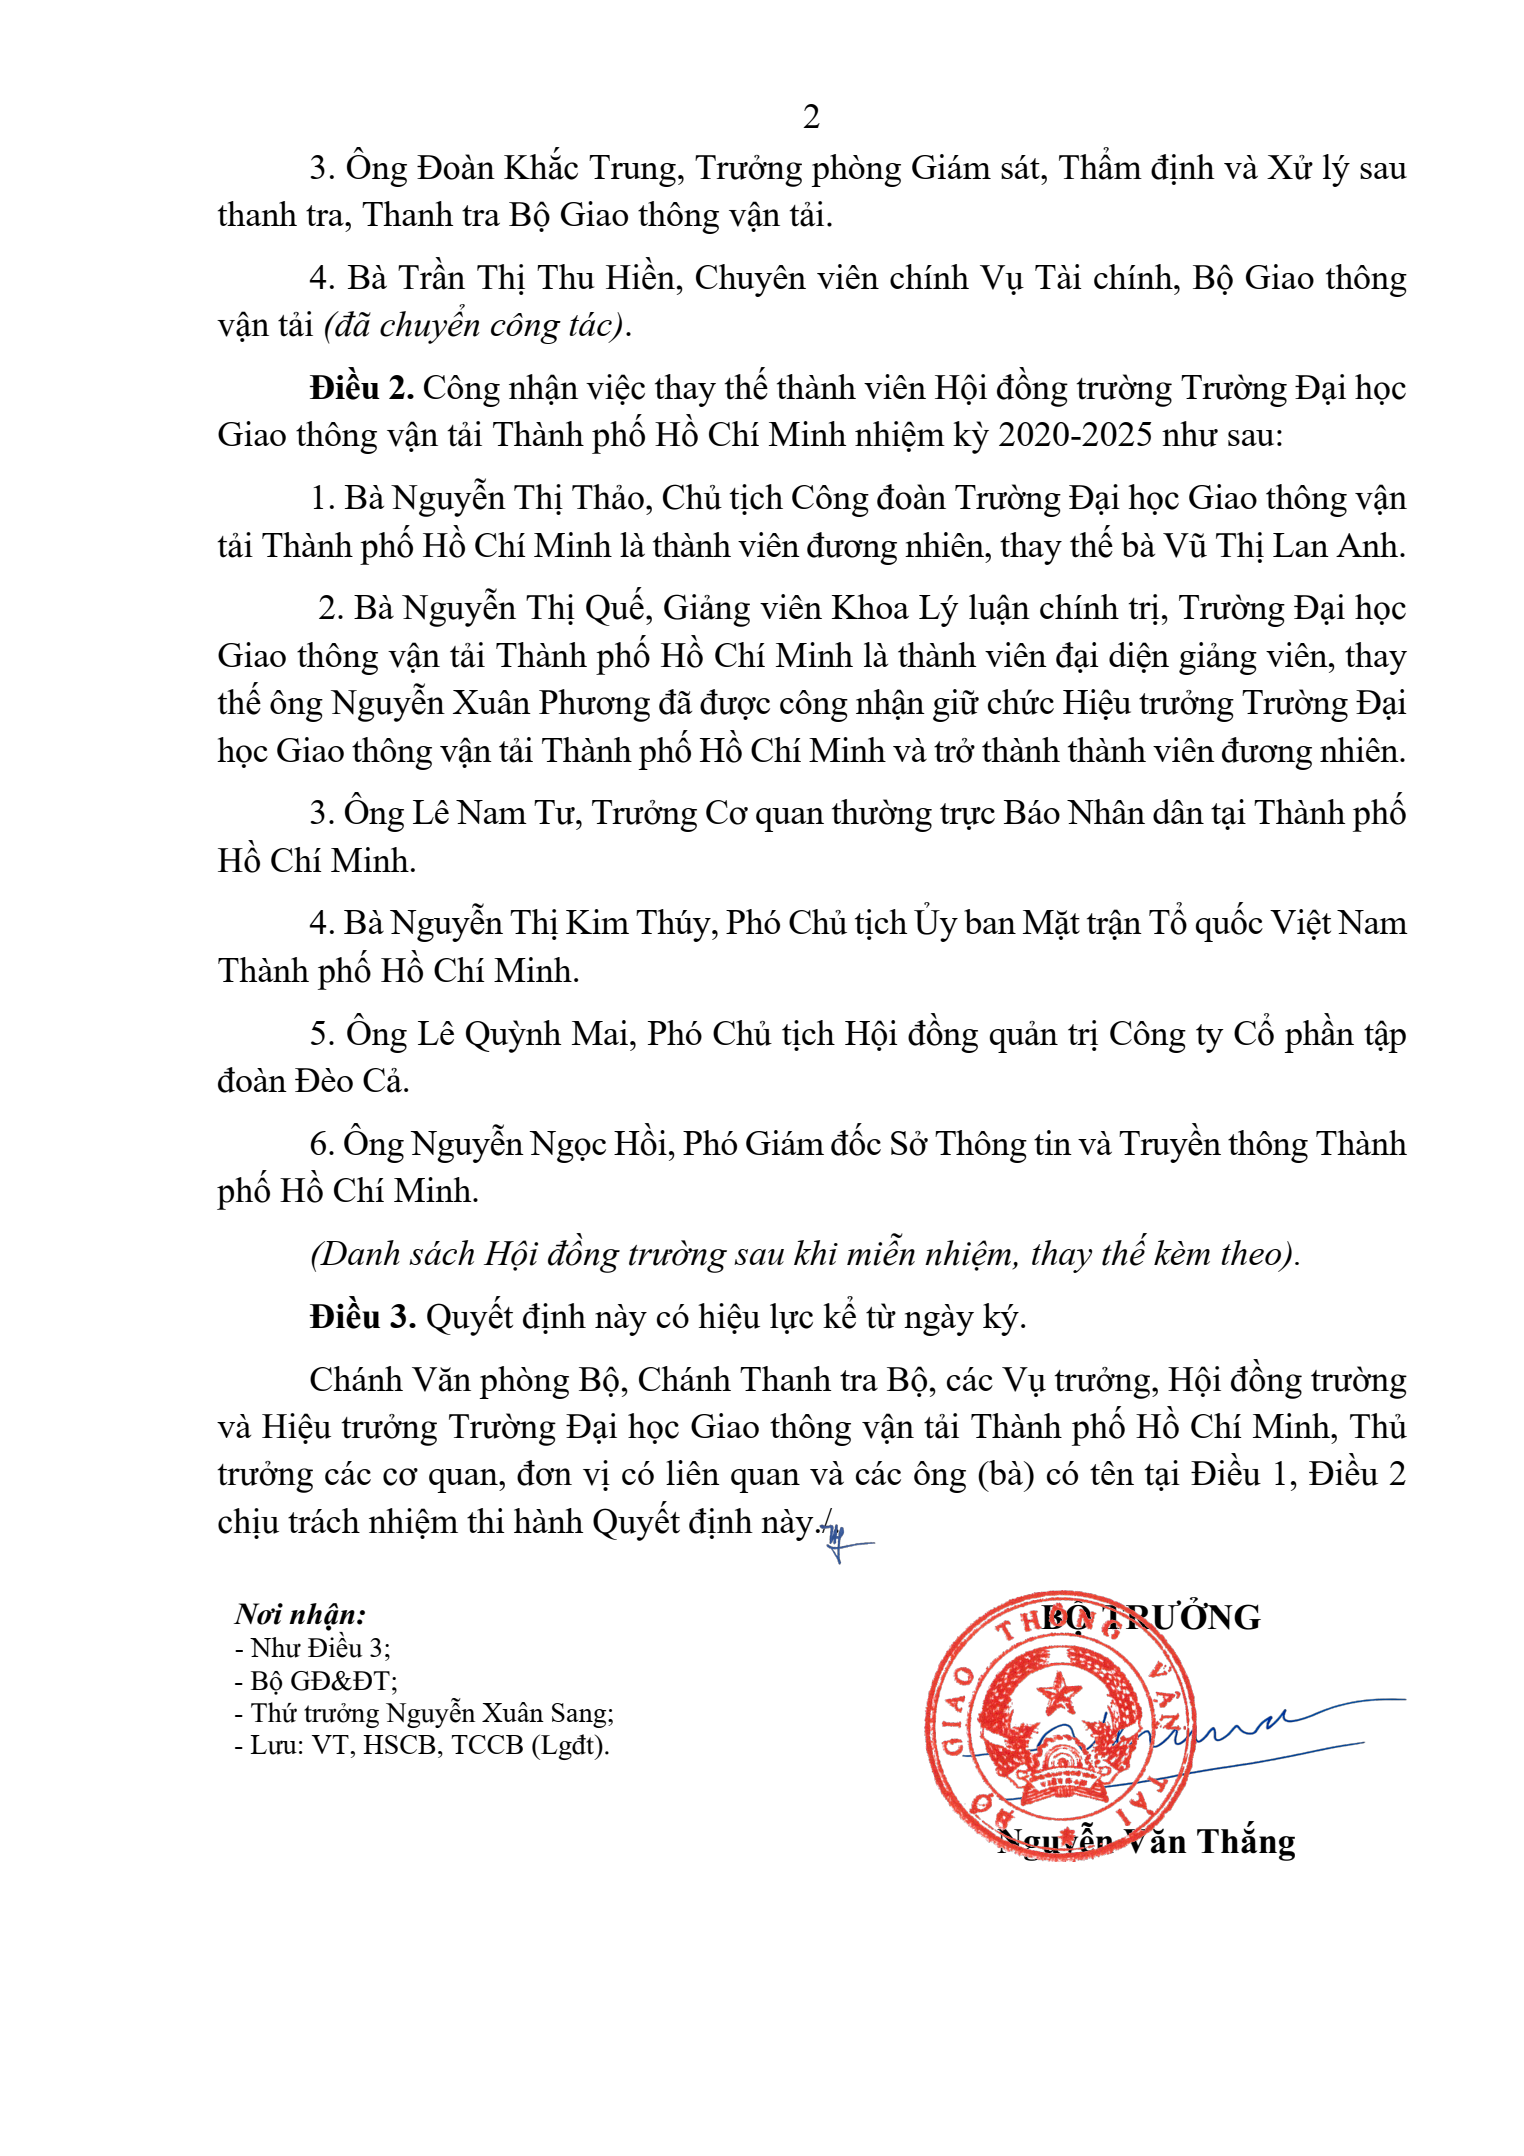 2
3. Ông Đoàn Khắc Trung, Trưởng phòng Giám sát, Thẩm định và Xử lý sau
thanh tra, Thanh tra Bộ Giao thông vận tải.
4. Bà Trần Thị Thu Hiền, Chuyên viên chính Vụ Tài chính, Bộ Giao thông
vận tải (đã chuyển công tác).
Điều 2. Công nhận việc thay thế thành viên Hội đồng trường Trường Đại học
Giao thông vận tải Thành phố Hồ Chí Minh nhiệm kỳ 2020-2025 như sau:
1. Bà Nguyễn Thị Thảo, Chủ tịch Công đoàn Trường Đại học Giao thông vận
tải Thành phố Hồ Chí Minh là thành viên đương nhiên, thay thế bà Vũ Thị Lan Anh.
2. Bà Nguyễn Thị Quế, Giảng viên Khoa Lý luận chính trị, Trường Đại học
Giao thông vận tải Thành phố Hồ Chí Minh là thành viên đại diện giảng viên, thay
thế ông Nguyễn Xuân Phương đã được công nhận giữ chức Hiệu trưởng Trường Đại
học Giao thông vận tải Thành phố Hồ Chí Minh và trở thành thành viên đương nhiên.
3. Ông Lê Nam Tư, Trưởng Cơ quan thường trực Báo Nhân dân tại Thành phố
Hồ Chí Minh.
4. Bà Nguyễn Thị Kim Thúy, Phó Chủ tịch Ủy ban Mặt trận Tổ quốc Việt Nam
Thành phố Hồ Chí Minh.
5. Ông Lê Quỳnh Mai, Phó Chủ tịch Hội đồng quản trị Công ty Cổ phần tập
đoàn Đèo Cả.
6. Ông Nguyễn Ngọc Hồi, Phó Giám đốc Sở Thông tin và Truyền thông Thành
phố Hồ Chí Minh.
(Danh sách Hội đồng trường sau khi miễn nhiệm, thay thế kèm theo).
Điều 3. Quyết định này có hiệu lực kể từ ngày ký.
Chánh Văn phòng Bộ, Chánh Thanh tra Bộ, các Vụ trưởng, Hội đồng trường
và Hiệu trưởng Trường Đại học Giao thông vận tải Thành phố Hồ Chí Minh, Thủ
trưởng các cơ quan, đơn vị có liên quan và các ông (bà) có tên tại Điều 1, Điều 2
chịu trách nhiệm thi hành Quyết định này./.
Nơi nhận:
- Như Điều 3;
- Bộ GĐ&ĐT;
- Thứ trưởng Nguyễn Xuân Sang;
- Lưu: VT, HSCB, TCCB (Lgđt).
BỘ TRƯỞNG
BỘ GIAO THÔNG VẬN TẢI
Nguyễn Văn Thắng